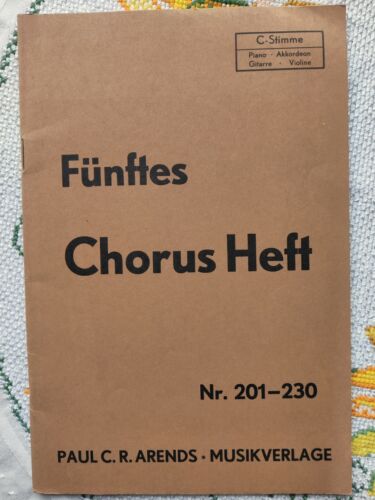 C-Stimme
Piano · Akkordeon
Gitarre · Violine
Fünftes
Chorus Heft
Nr. 201–230
PAUL C. R. ARENDS · MUSIKVERLAGE